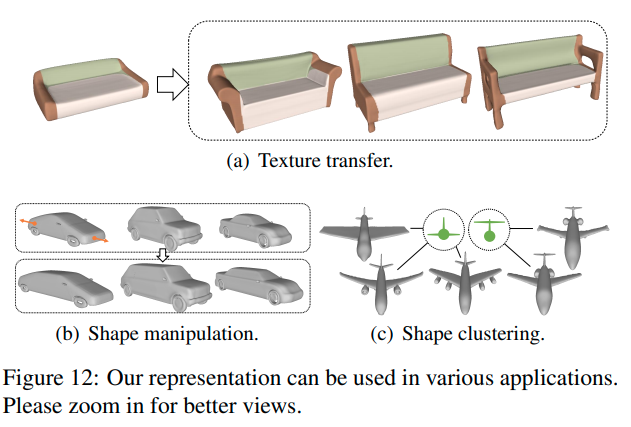 (a) Texture transfer.
(b) Shape manipulation.
(c) Shape clustering.
Figure 12: Our representation can be used in various applications.
Please zoom in for better views.